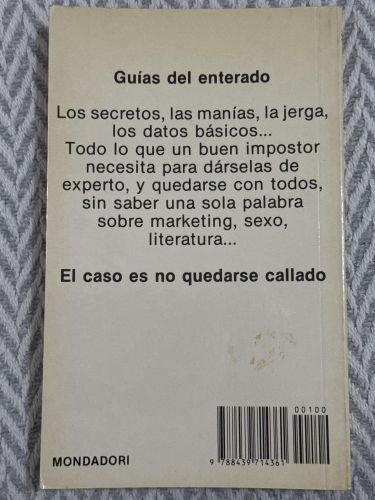 Guías del enterado
Los secretos, las manías, la jerga,
los datos básicos...
Todo lo que un buen impostor
necesita para dárselas de
experto, y quedarse con todos,
sin saber una sola palabra
sobre marketing, sexo,
literatura...
El caso es no quedarse callado
00100
MONDADORI
9 788439 714361